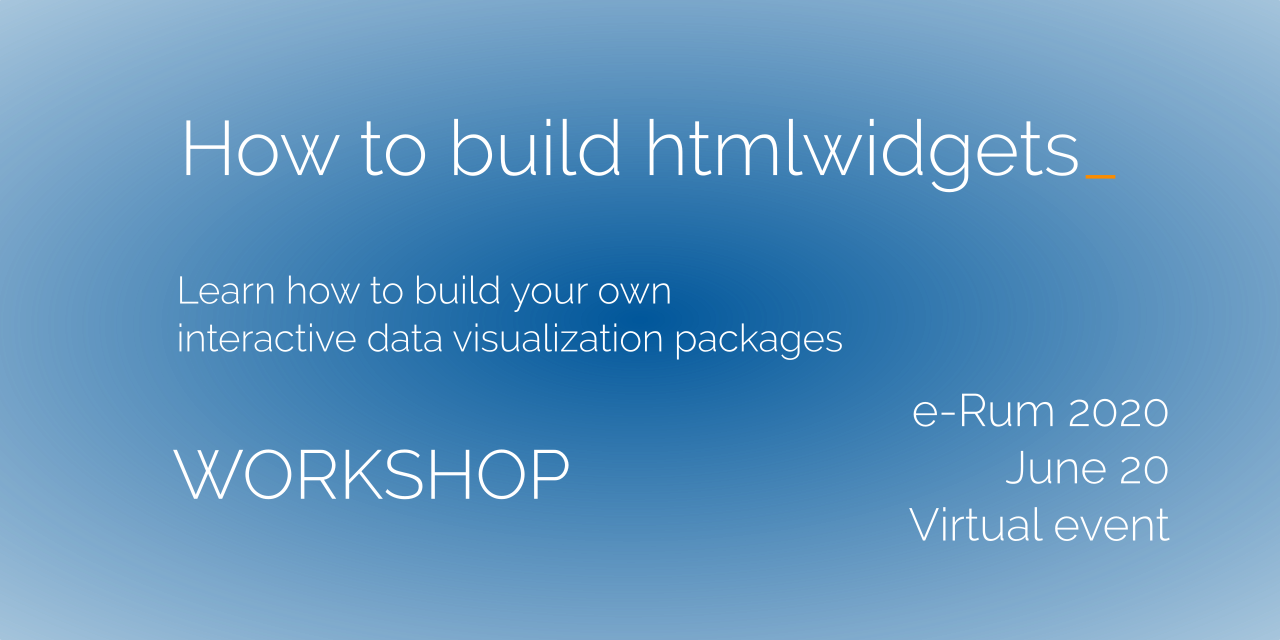 How to build htmlwidgets_
Learn how to build your own
interactive data visualization packages
WORKSHOP
e-Rum 2020
June 20
Virtual event